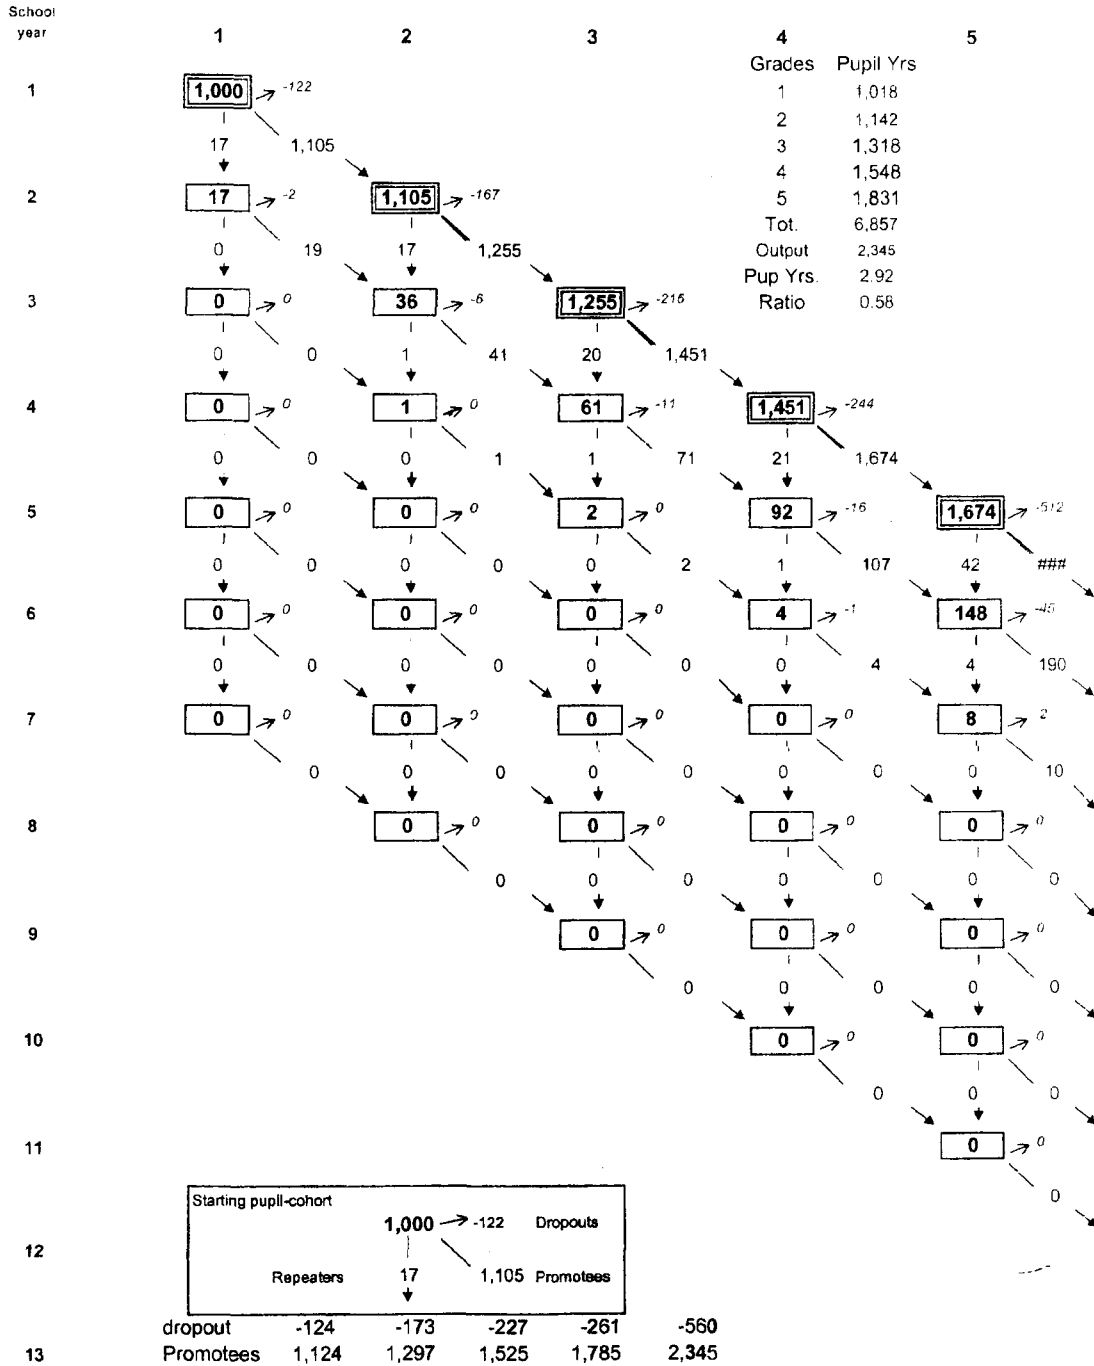 School
year
1 2 3 4 5
Grades Pupil Yrs
1 1,000 -122 1 1,018
2 1,142
17 1,105 3 1,318
4 1,548
2 17 -2 1,105 -167 5 1,831
Tot. 6,857
0 19 17 1,255 Output 2,345
Pup Yrs. 2.92
3 0 0 36 -6 1,255 -216 Ratio 0.58
0 0 1 41 20 1,451
4 0 0 1 0 61 -11 1,451 -244
0 0 0 1 1 71 21 1,674
5 0 0 0 0 2 0 92 -16 1,674 -512
0 0 0 0 0 2 1 107 42 ###
6 0 0 0 0 0 0 4 -1 148 -45
0 0 0 0 0 0 0 4 4 190
7 0 0 0 0 0 0 0 0 8 2
0 0 0 0 0 0 0 10
8 0 0 0 0 0 0 0 0
0 0 0 0 0 0
9 0 0 0 0 0 0
0 0 0 0
10 0 0 0 0
0 0 0
11 0 0
0
Starting pupil-cohort
1,000 -122 Dropouts
12
Repeaters 17 1,105 Promotees
dropout -124 -173 -227 -261 -560
13 Promotees 1,124 1,297 1,525 1,785 2,345